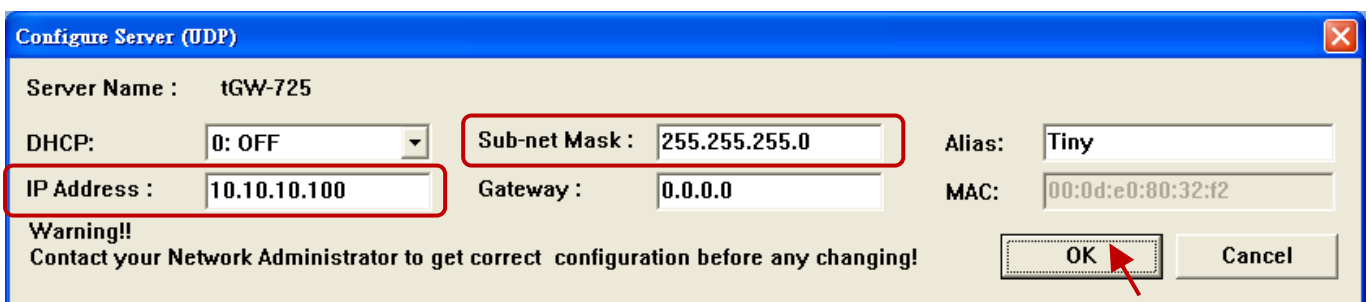 Configure Server (UDP)
Server Name : tGW-725
DHCP: 0: OFF Sub-net Mask : 255.255.255.0 Alias: Tiny
IP Address : 10.10.10.100 Gateway : 0.0.0.0 MAC: 00:0d:e0:80:32:f2
Warning!!
Contact your Network Administrator to get correct configuration before any changing!
OK Cancel